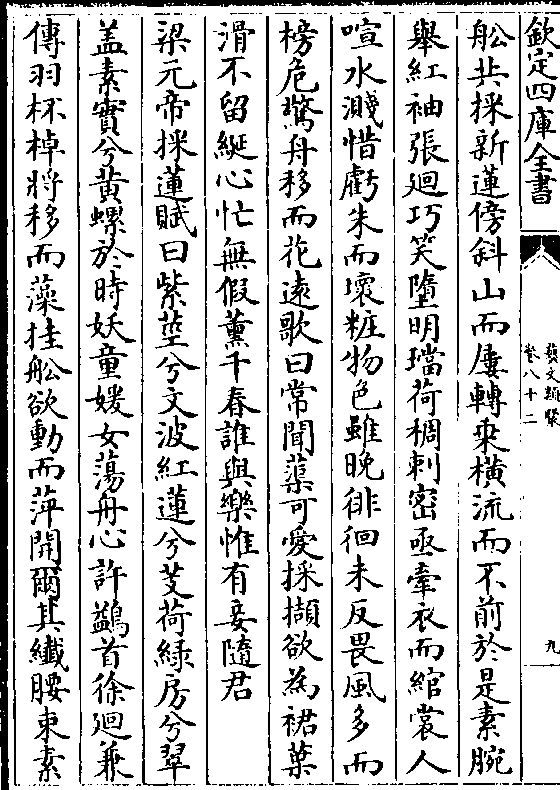 欽定四庫全書
藝文類聚
卷八十二
九
舩共採新蓮傍斜山而屢轉乘橫流而不前於是素腕
舉紅袖張廻巧笑墮明璫荷稠刺密亟牽衣而綰裳人
喧水濺惜虧朱而壞粧物色雖晚徘徊未反畏風多而
榜危驚舟移而花遠歌曰常聞蕖可愛採擷欲為裙葉
滑不留綖心忙無假薰千春誰與樂惟有妾隨君
梁元帝採蓮賦曰紫莖兮文波紅蓮兮芰荷綠房兮翠
盖素實兮黄螺於時妖童媛女蕩舟心許鷁首徐廻兼
傳羽杯棹將移而藻挂舩欲動而萍開爾其纖腰束素